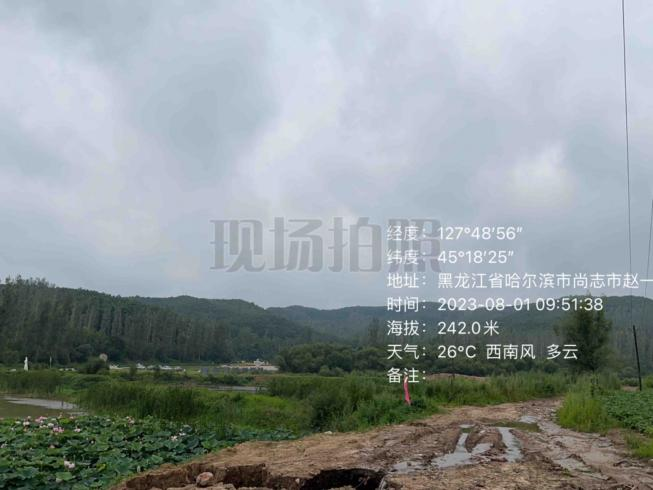 现场拍照
经度：127°48′56″
纬度：45°18′25″
地址：黑龙江省哈尔滨市尚志市赵一
时间：2023-08-01 09:51:38
海拔：242.0米
天气：26℃ 西南风 多云
备注：